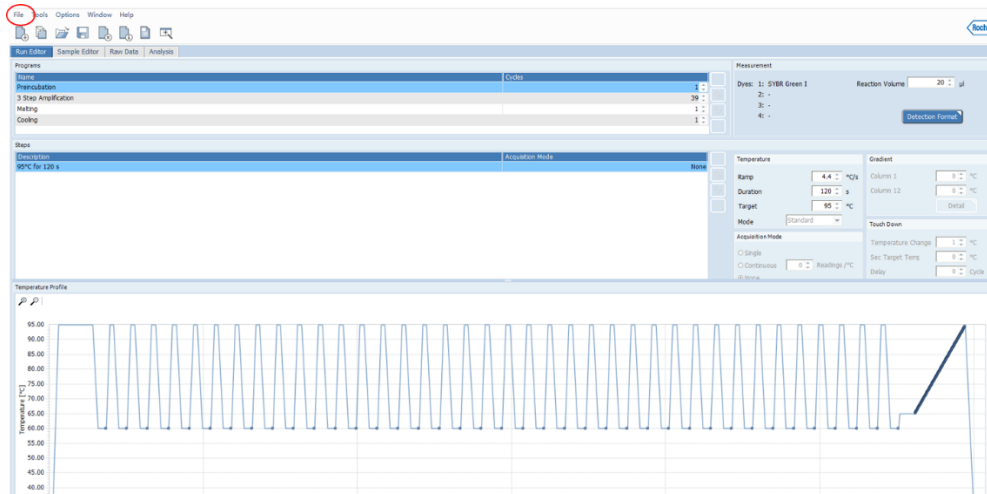 File Tools Options Window Help
Roch
Run Editor Sample Editor Raw Data Analysis
Programs
Name Cycles
Preincubation 1
3 Step Amplification 39
Melting 1
Cooling 1
Measurement
Dyes: 1: SYBR Green I Reaction Volume 20 µl
2: -
3: -
4: -
Detection Format
Steps
Description Acquisition Mode
95°C for 120 s None
Temperature
Ramp 4.4 °C/s
Duration 120 s
Target 95 °C
Mode Standard
Gradient
Column 1 0 °C
Column 12 0 °C
Detail
Acquisition Mode
Single
Continuous 0 Readings /°C
None
Touch Down
Temperature Change 1 °C
Sec Target Temp 0 °C
Delay 0 Cycle
Temperature Profile
Temperature [°C]
95.00
90.00
85.00
80.00
75.00
70.00
65.00
60.00
55.00
50.00
45.00
40.00